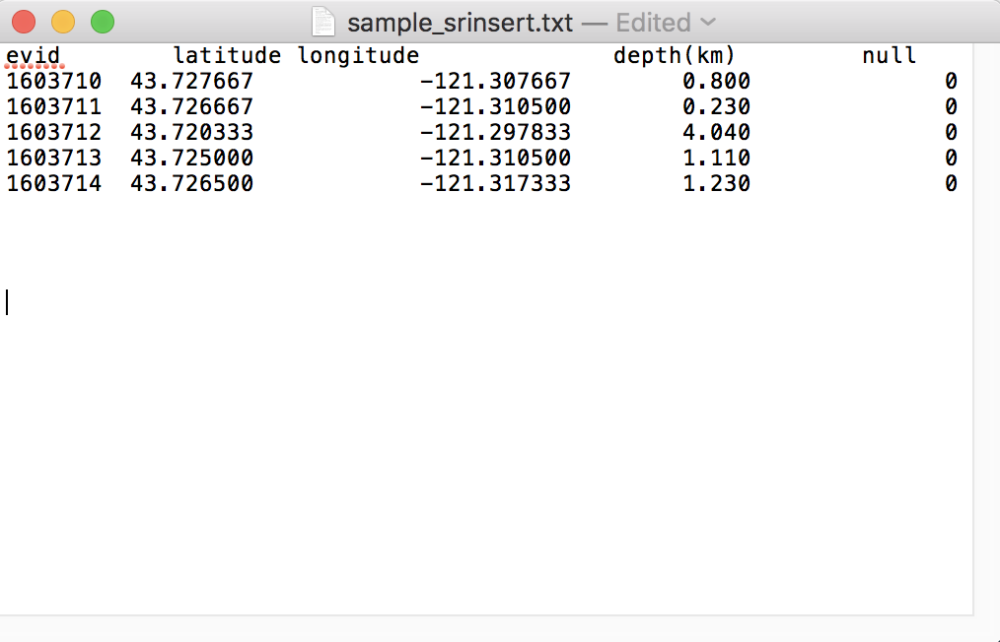 sample_srinsert.txt — Edited
evid latitude longitude depth(km) null
1603710 43.727667 -121.307667 0.800 0
1603711 43.726667 -121.310500 0.230 0
1603712 43.720333 -121.297833 4.040 0
1603713 43.725000 -121.310500 1.110 0
1603714 43.726500 -121.317333 1.230 0